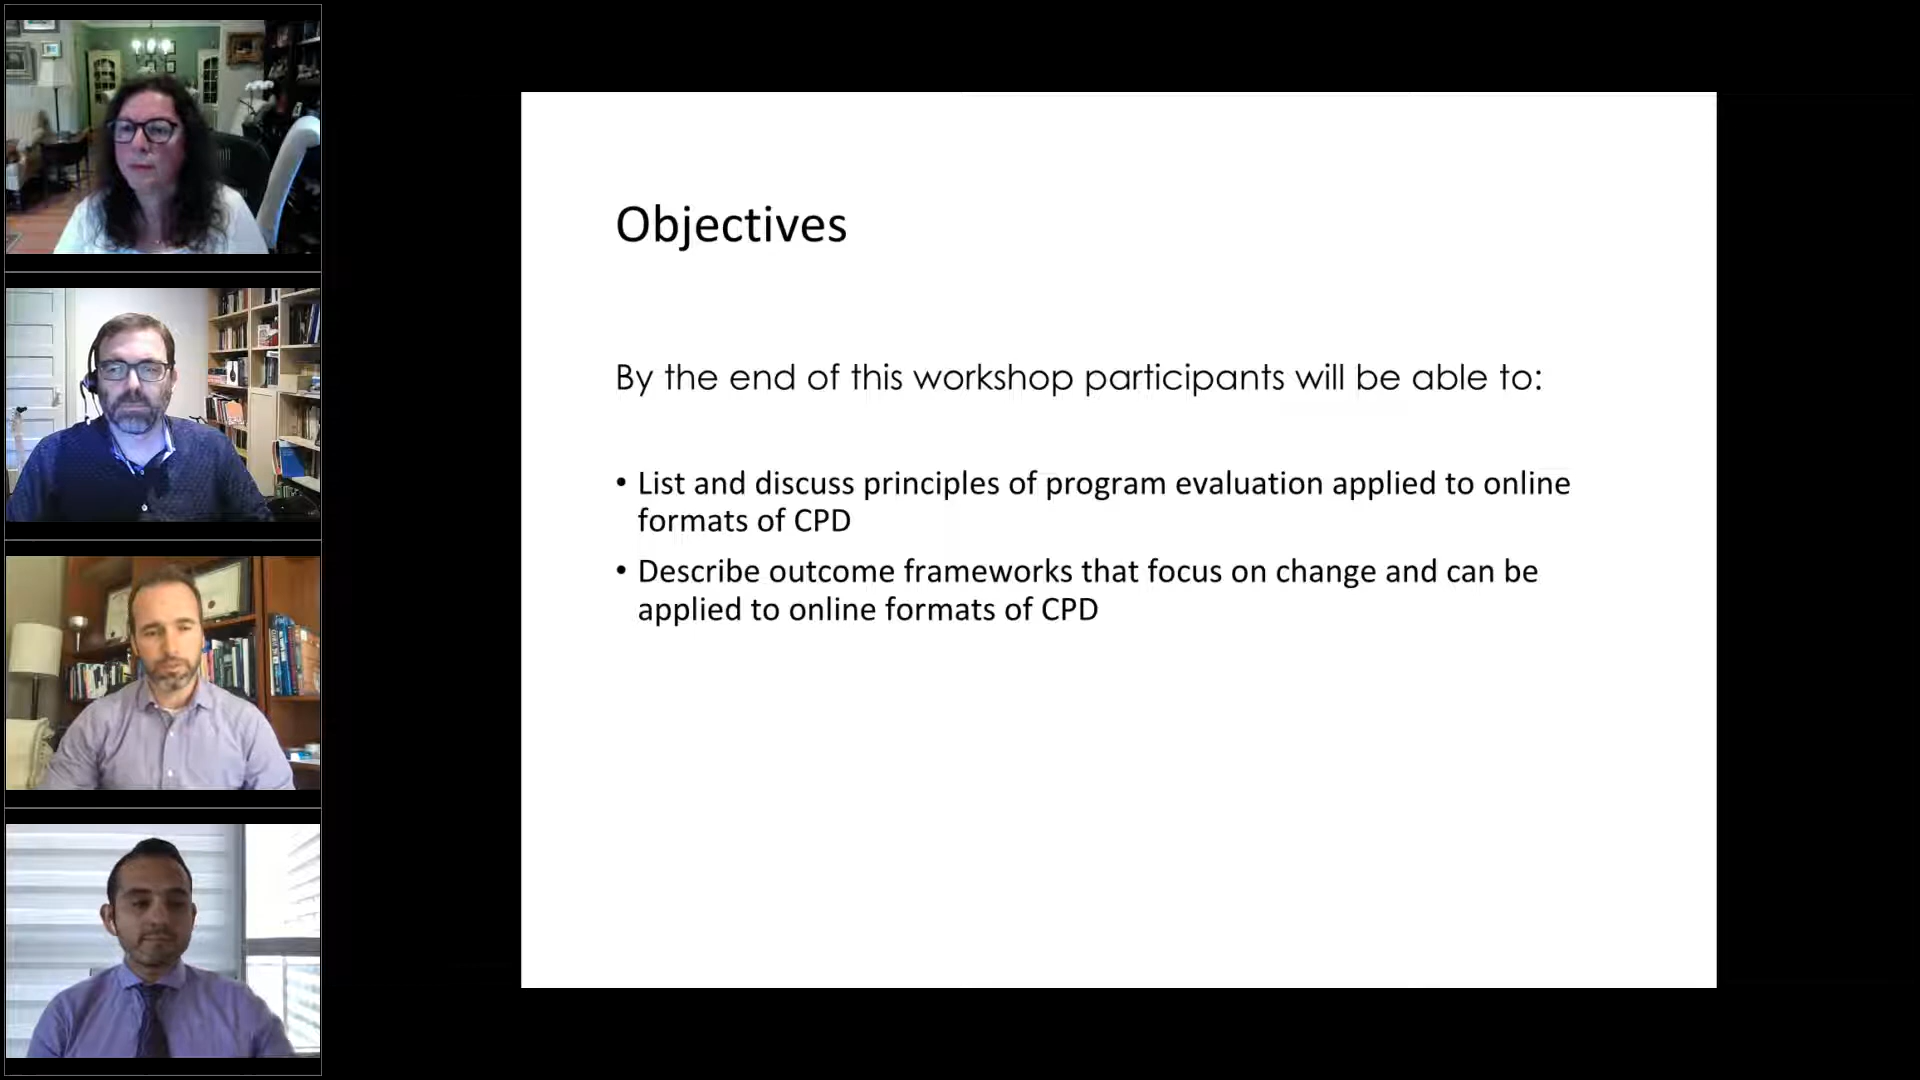 Objectives
By the end of this workshop participants will be able to:
• List and discuss principles of program evaluation applied to online
formats of CPD
• Describe outcome frameworks that focus on change and can be
applied to online formats of CPD